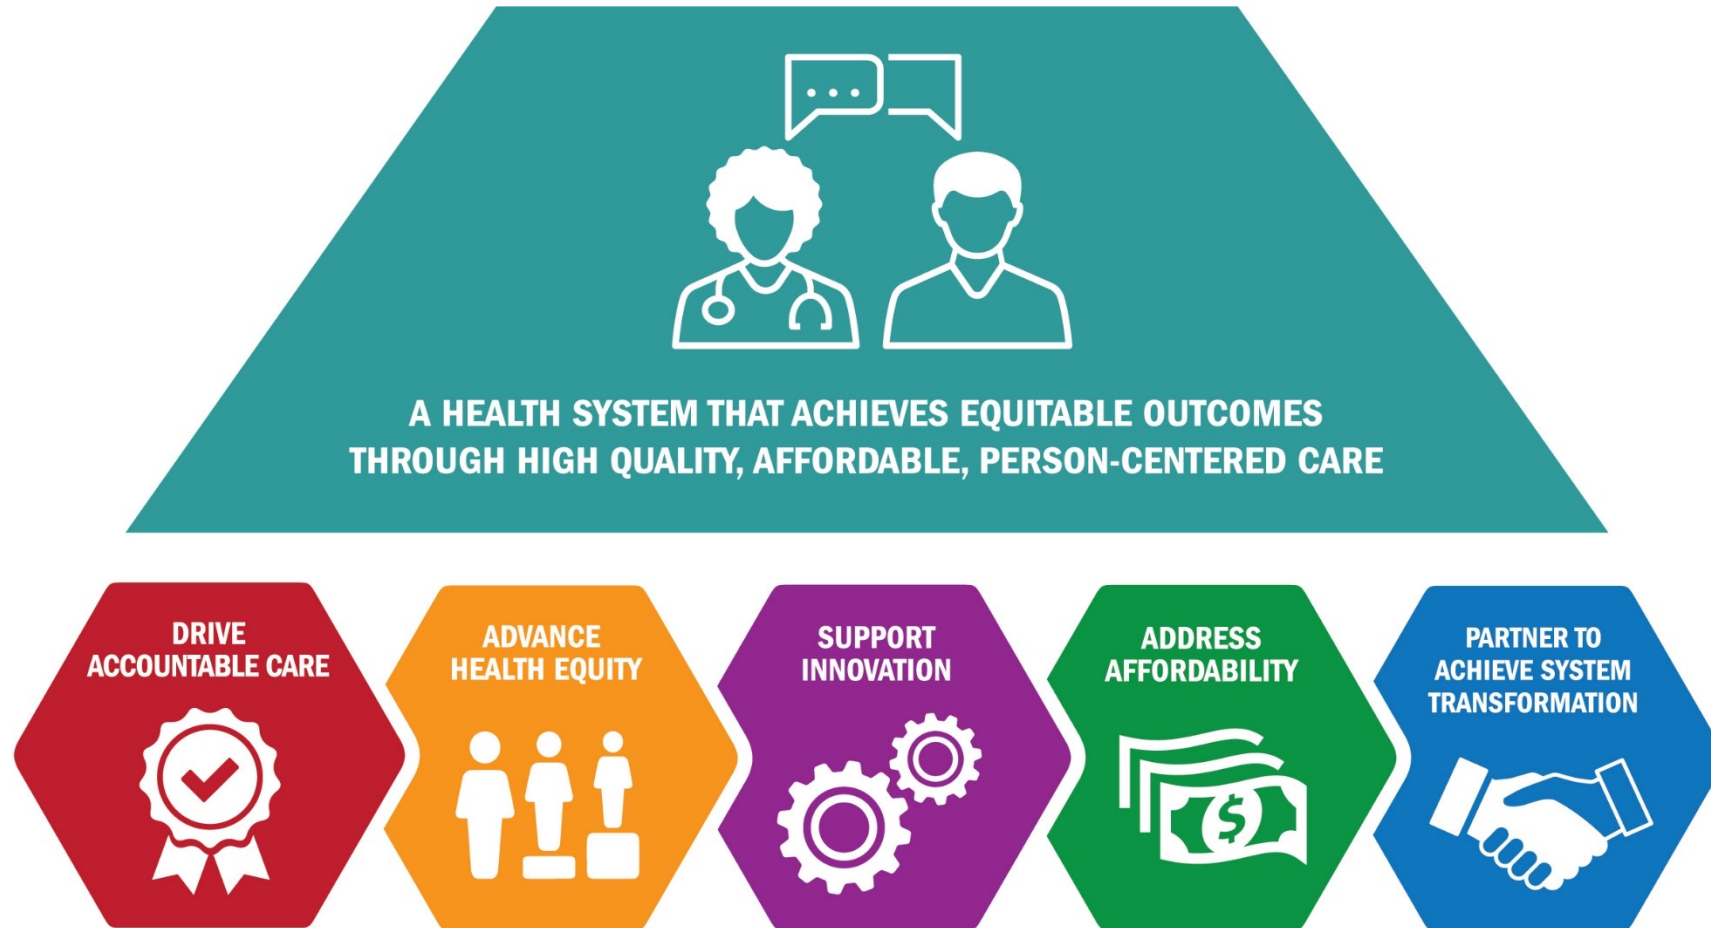 A HEALTH SYSTEM THAT ACHIEVES EQUITABLE OUTCOMES
THROUGH HIGH QUALITY, AFFORDABLE, PERSON-CENTERED CARE
DRIVE
ACCOUNTABLE CARE
ADVANCE
HEALTH EQUITY
SUPPORT
INNOVATION
ADDRESS
AFFORDABILITY
$
PARTNER TO
ACHIEVE SYSTEM
TRANSFORMATION